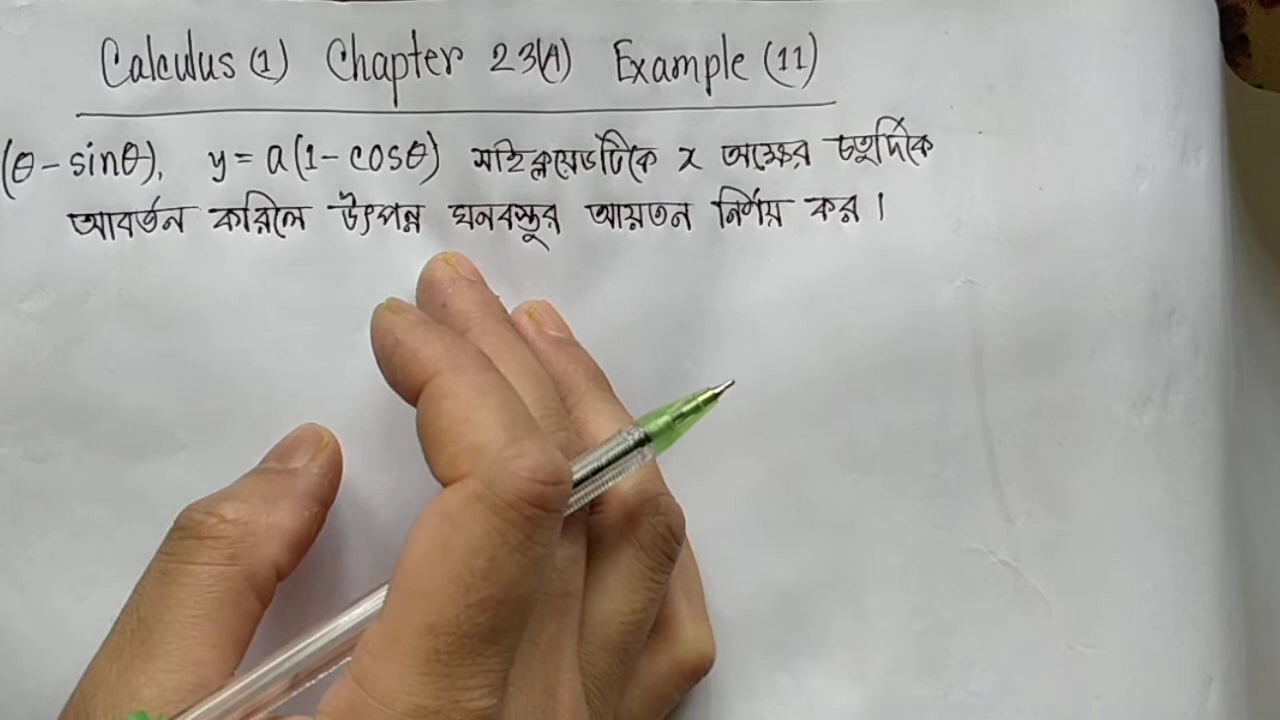 Calculus (1) Chapter 23(A) Example (11)
(θ - sinθ), y = a(1 - cosθ) সাইক্লয়েডটিকে x অক্ষের চতুর্দিকে
আবর্তন করিলে উৎপন্ন ঘনবস্তুর আয়তন নির্ণয় কর।